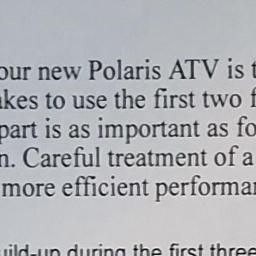 our new Polaris ATV is t
akes to use the first two f
part is as important as fo
n. Careful treatment of a
more efficient performan
uild-up during the first three